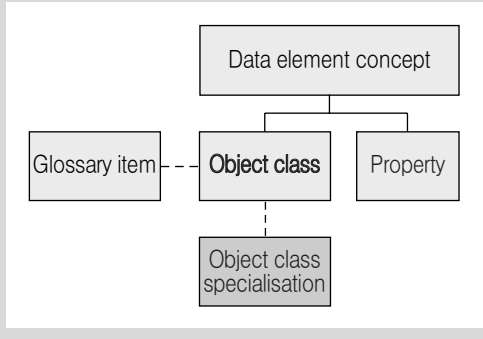 Data element concept
Glossary item
Object class
Property
Object class
specialisation